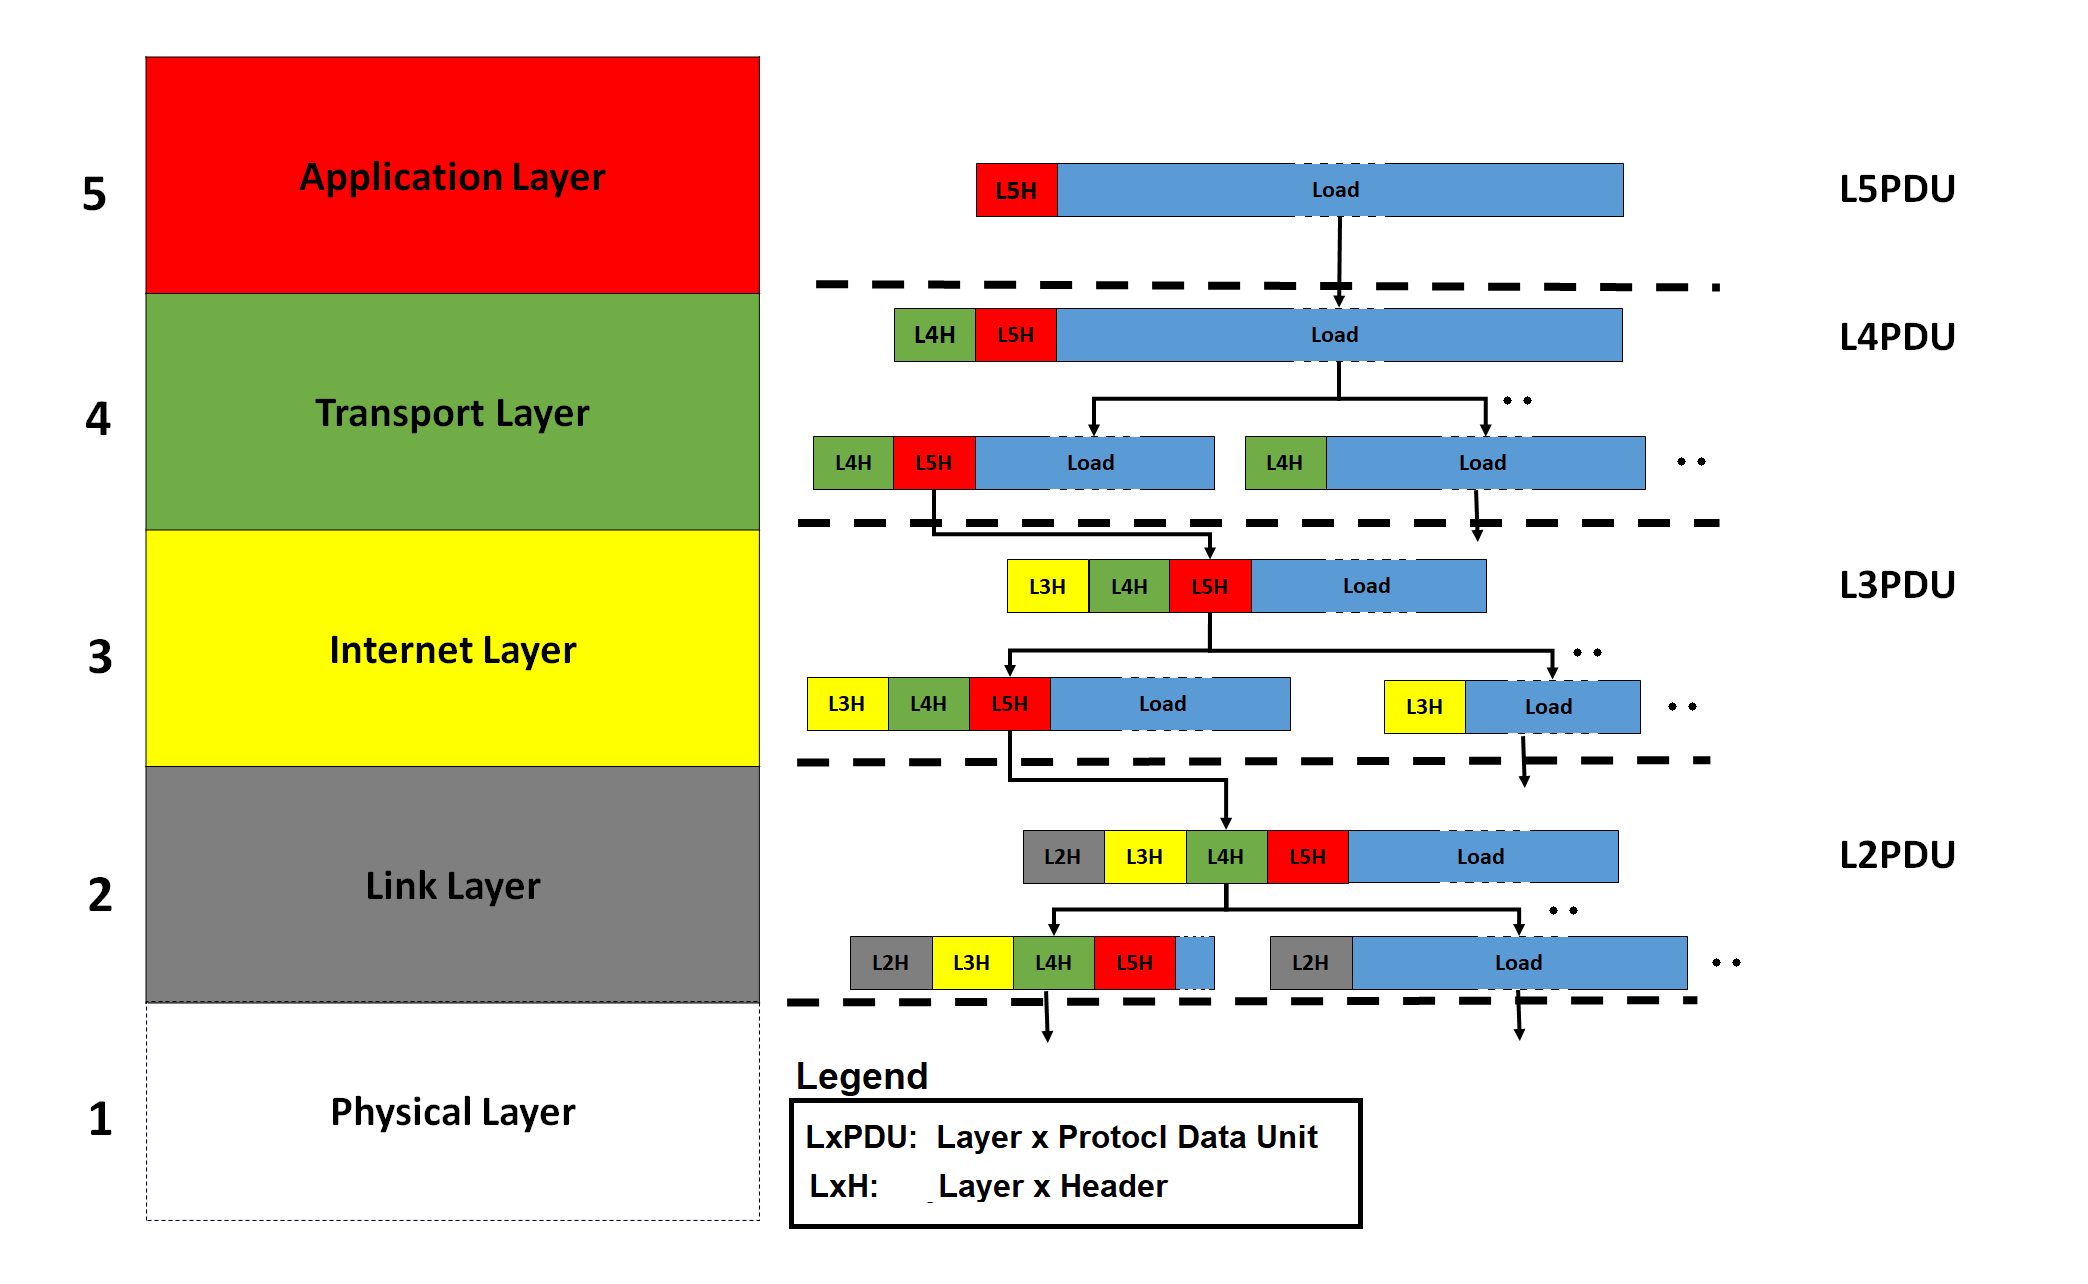 5
Application Layer
L5H Load
L5PDU
L4H L5H Load
L4PDU
4
Transport Layer
L4H L5H Load
L4H Load
L3H L4H L5H Load
L3PDU
3
Internet Layer
L3H L4H L5H Load
L3H Load
L2H L3H L4H L5H Load
L2PDU
2
Link Layer
L2H L3H L4H L5H
L2H Load
1
Physical Layer
Legend
LxPDU: Layer x Protocl Data Unit
LxH: Layer x Header